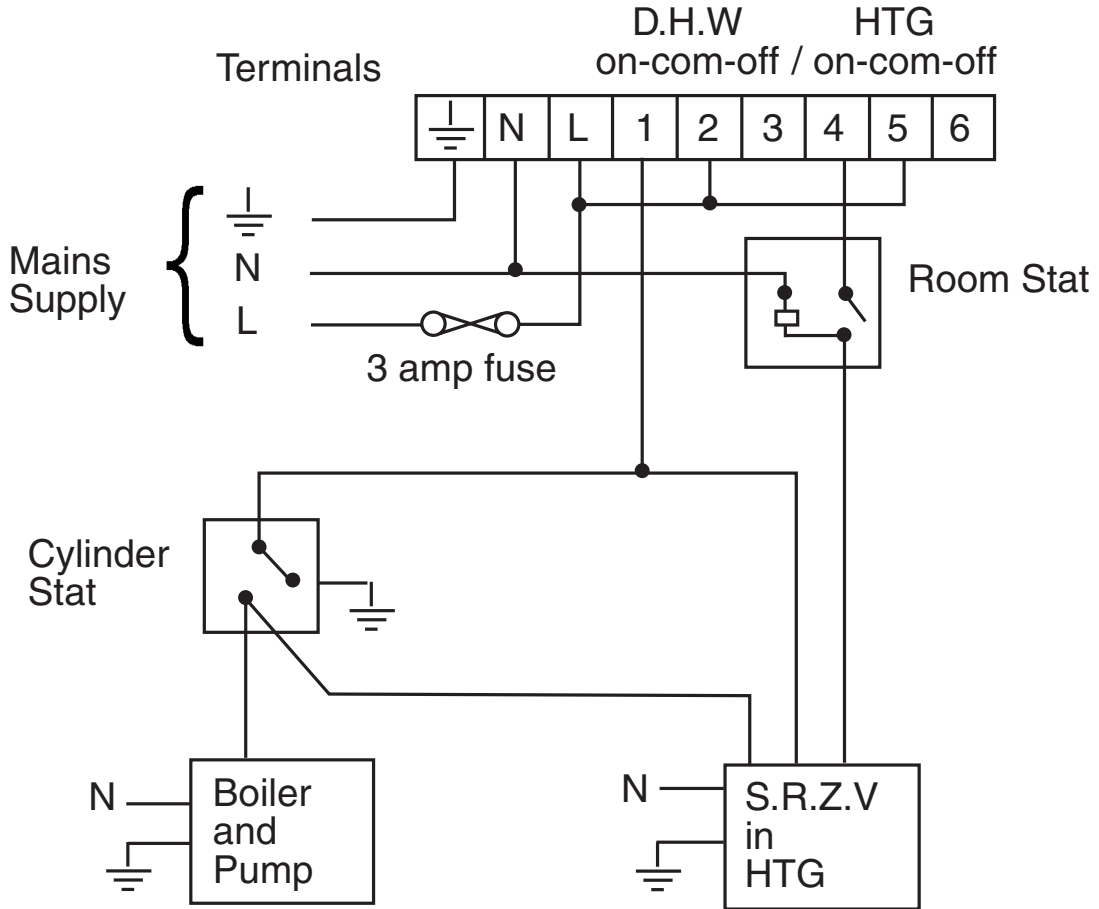 D.H.W HTG
on-com-off / on-com-off
Terminals
N L 1 2 3 4 5 6
Mains
Supply
N
L
3 amp fuse
Room Stat
Cylinder
Stat
N
Boiler
and
Pump
N
S.R.Z.V
in
HTG